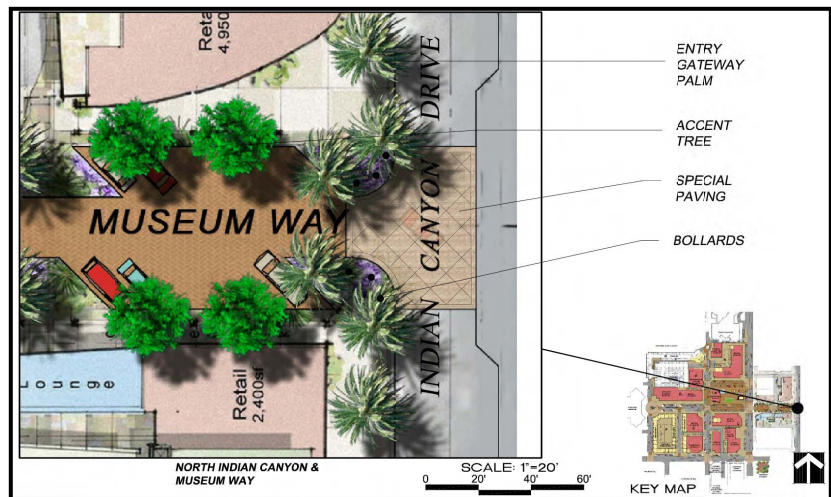 Retail
4,950
ENTRY
GATEWAY
PALM
ACCENT
TREE
SPECIAL
PAVING
BOLLARDS
MUSEUM WAY
INDIAN CANYON DRIVE
Lounge
Retail
2,400sf
NORTH INDIAN CANYON &
MUSEUM WAY
SCALE: 1"=20'
0 20' 40' 60'
KEY MAP